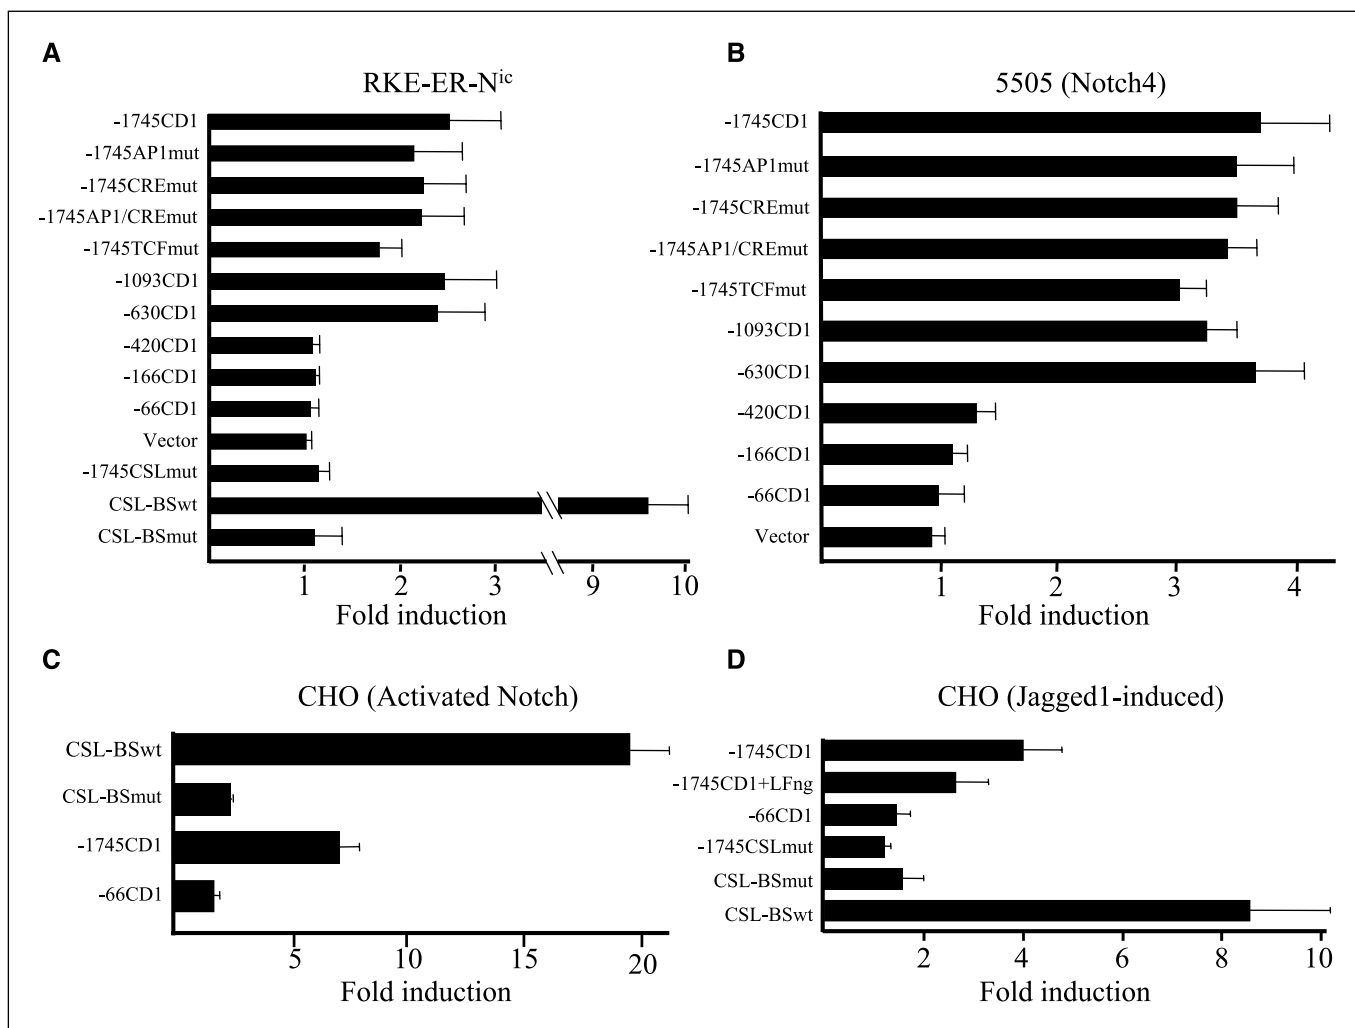 A
RKE-ER-N^ic
-1745CD1
-1745AP1mut
-1745CREmut
-1745AP1/CREmut
-1745TCFmut
-1093CD1
-630CD1
-420CD1
-166CD1
-66CD1
Vector
-1745CSLmut
CSL-BSwt
CSL-BSmut
1 2 3 9 10
Fold induction
B
5505 (Notch4)
-1745CD1
-1745AP1mut
-1745CREmut
-1745AP1/CREmut
-1745TCFmut
-1093CD1
-630CD1
-420CD1
-166CD1
-66CD1
Vector
1 2 3 4
Fold induction
C
CHO (Activated Notch)
CSL-BSwt
CSL-BSmut
-1745CD1
-66CD1
5 10 15 20
Fold induction
D
CHO (Jagged1-induced)
-1745CD1
-1745CD1+LFng
-66CD1
-1745CSLmut
CSL-BSmut
CSL-BSwt
2 4 6 8 10
Fold induction